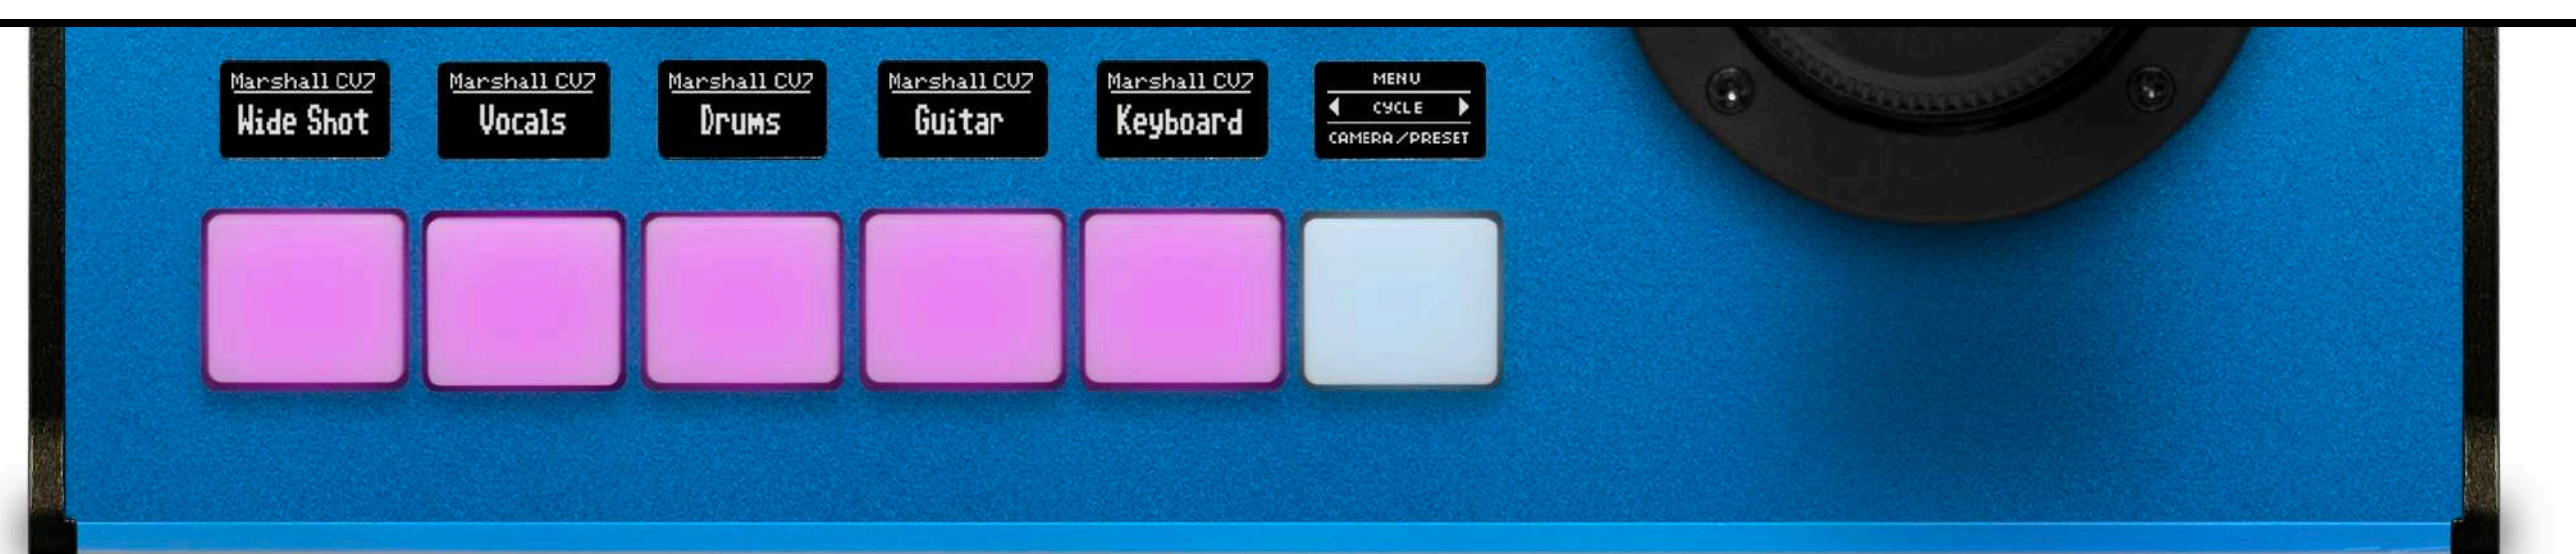 Marshall CV7
Wide Shot
Marshall CV7
Vocals
Marshall CV7
Drums
Marshall CV7
Guitar
Marshall CV7
Keyboard
MENU
CYCLE
CAMERA/PRESET